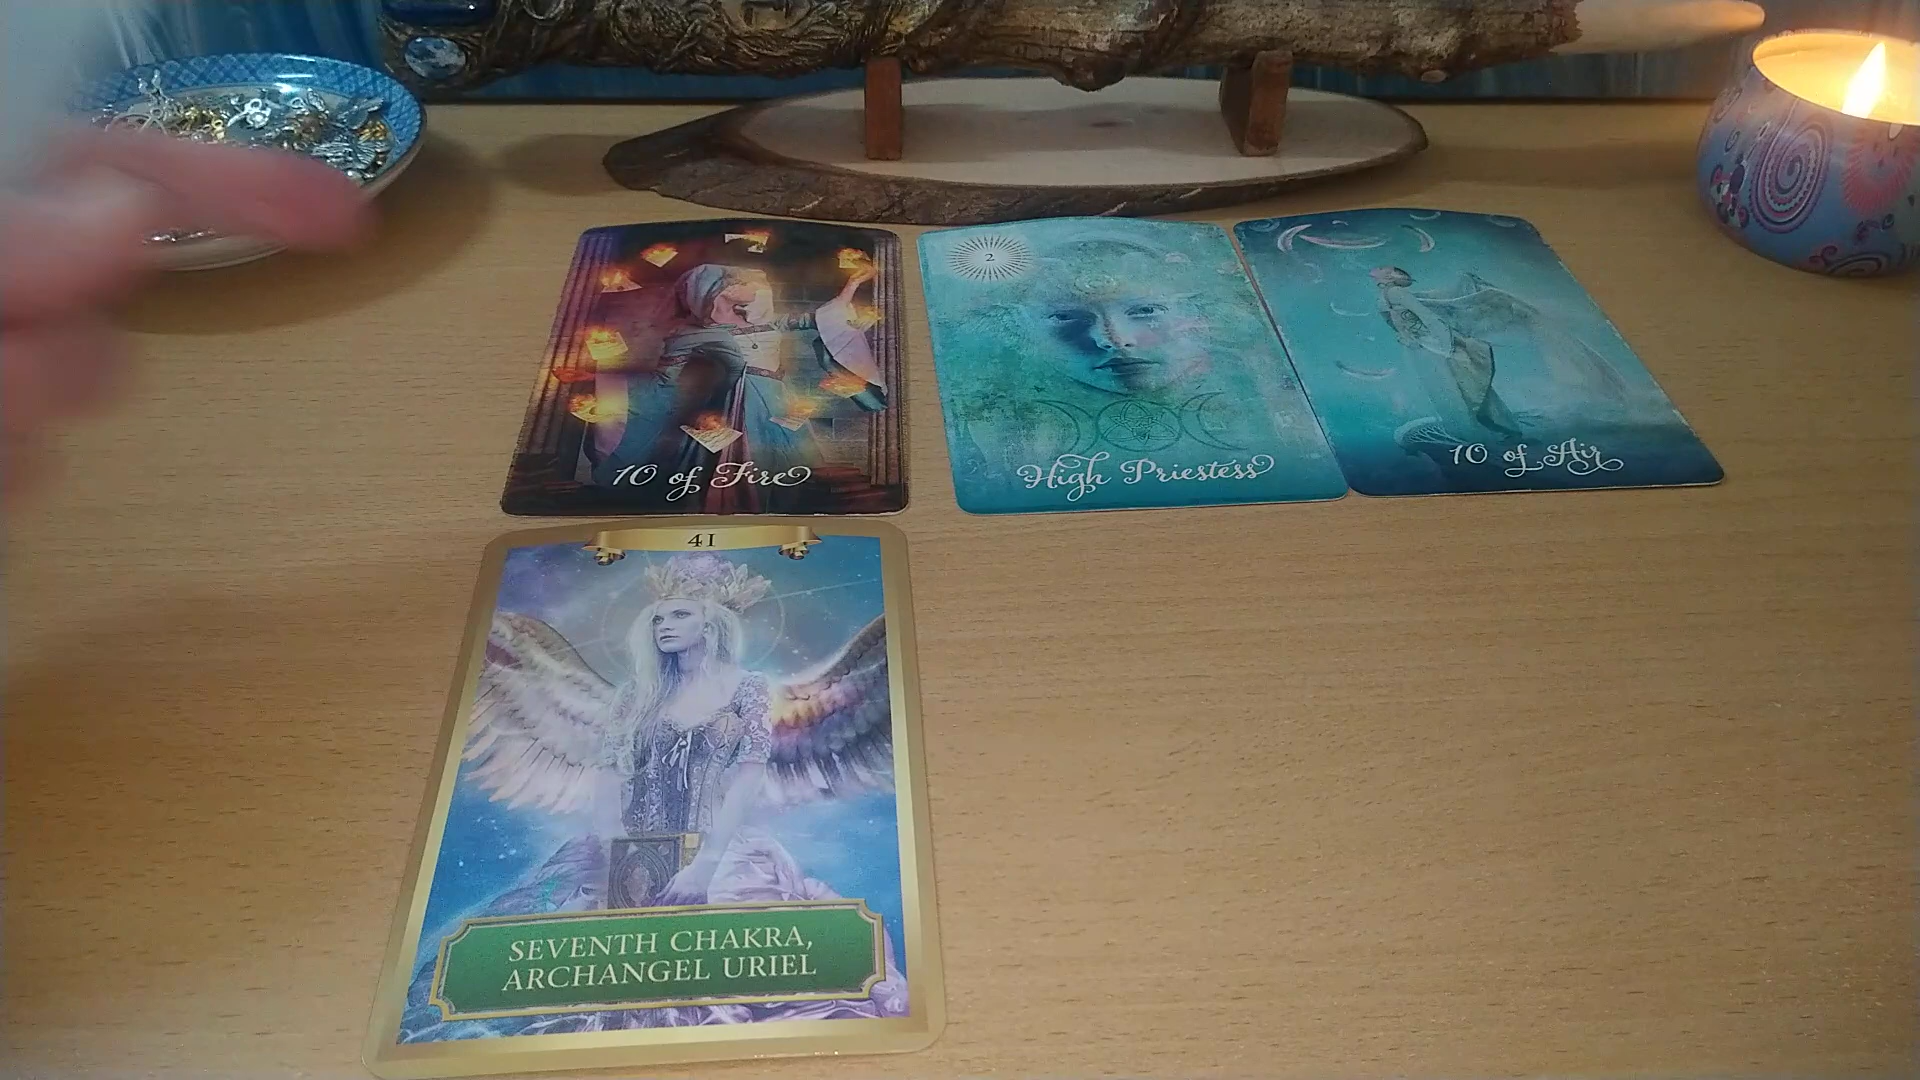 10 of Fire
2
High Priestess
10 of Air
41
SEVENTH CHAKRA,
ARCHANGEL URIEL